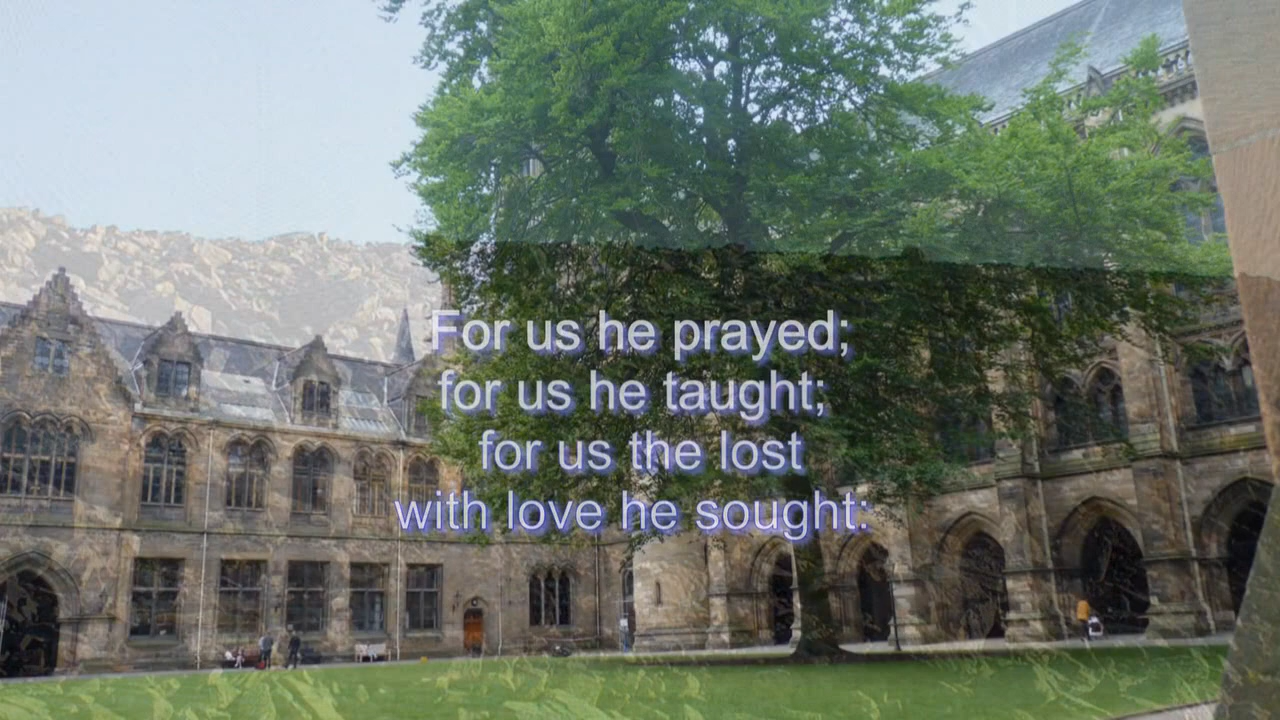 For us he prayed;
for us he taught;
for us the lost
with love he sought: